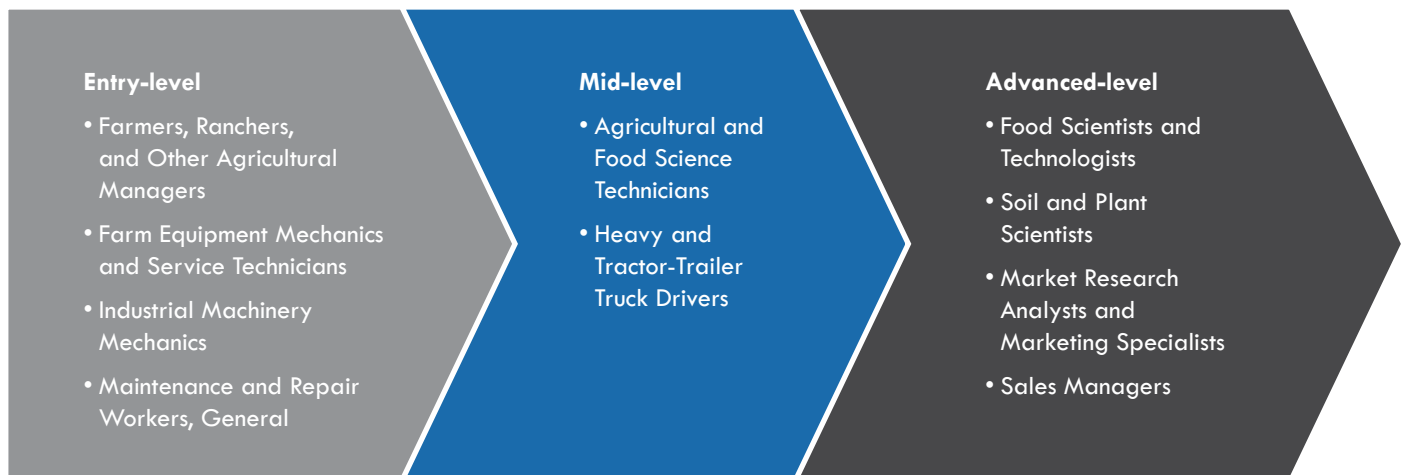 Entry-level
• Farmers, Ranchers,
and Other Agricultural
Managers
• Farm Equipment Mechanics
and Service Technicians
• Industrial Machinery
Mechanics
• Maintenance and Repair
Workers, General
Mid-level
• Agricultural and
Food Science
Technicians
• Heavy and
Tractor-Trailer
Truck Drivers
Advanced-level
• Food Scientists and
Technologists
• Soil and Plant
Scientists
• Market Research
Analysts and
Marketing Specialists
• Sales Managers